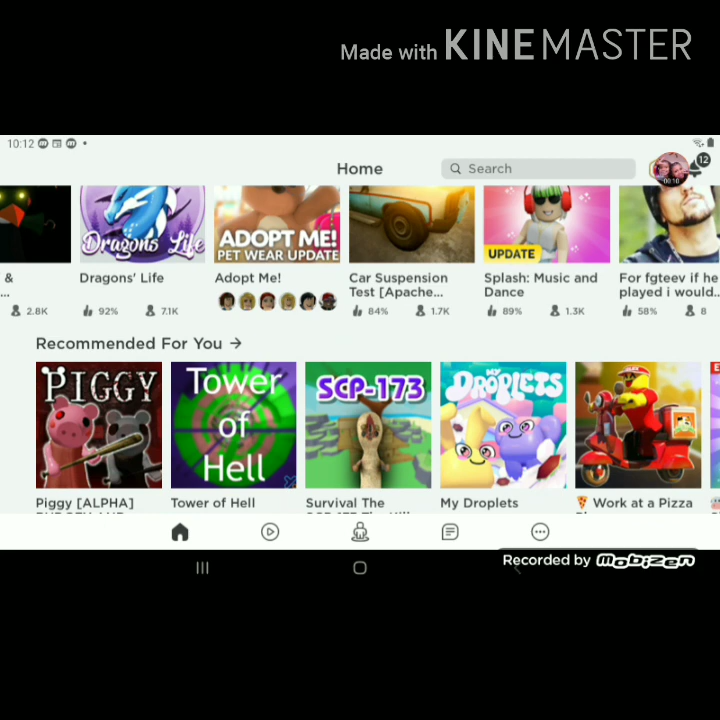 Made with KINEMASTER
10:12
12
Home
Search
00:10
Dragons' Life
ADOPT ME!
PET WEAR UPDATE
UPDATE
&
Dragons' Life
Adopt Me!
Car Suspension
Splash: Music and
For fgteev if he
...
Test [Apache...
Dance
played i would..
2.8K
92%
7.1K
84%
1.7K
89%
1.3K
58%
8
Recommended For You →
PIGGY
Tower
of
Hell
SCP-173
MY
DROPLETS
Piggy [ALPHA]
Tower of Hell
Survival The
My Droplets
Work at a Pizza
Recorded by mobizen